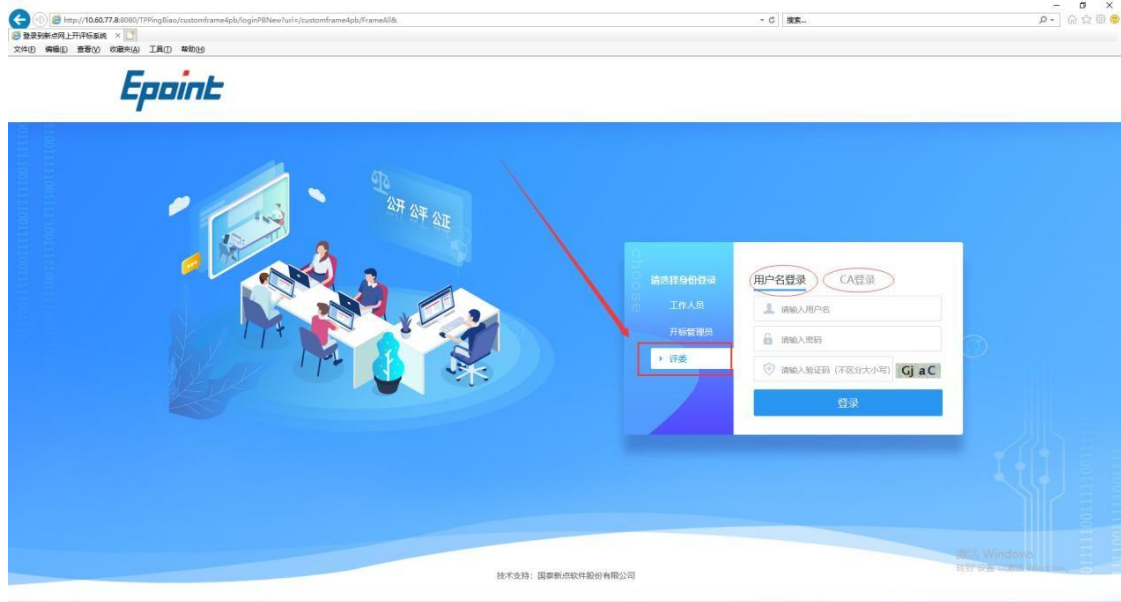 http://10.60.77.8:8080/TPPingBiao/customframe4pb/loginPBNew?uri=/customframe4pb/FrameAll&
搜索...
登录到新点网上开评标系统
文件(F) 编辑(E) 查看(V) 收藏夹(A) 工具(T) 帮助(H)
Epoint
公开 公平 公正
choose
请选择身份登录
工作人员
开标管理员
评委
用户名登录
CA登录
请输入用户名
请输入密码
请输入验证码 (不区分大小写)
Gj aC
登录
激活 Windows
技术支持：国泰新点软件股份有限公司